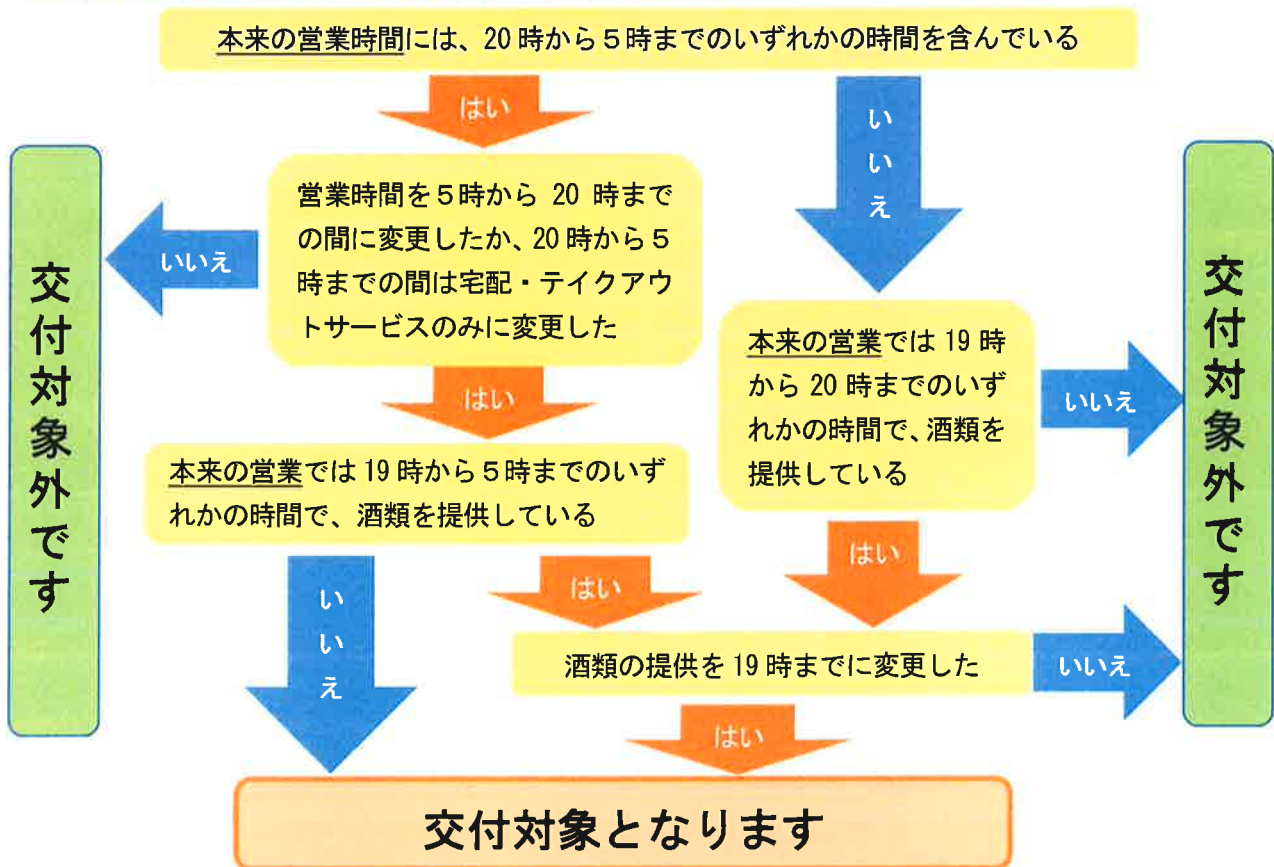 本来の営業時間には、20時から5時までのいずれかの時間を含んでいる
はい
いいえ
営業時間を5時から 20 時まで
の間に変更したか、20時から5
時までの間は宅配・テイクアウ
トサービスのみに変更した
いいえ
交付対象外です
はい
本来の営業では 19 時
から 20 時までのいず
れかの時間で、酒類を
提供している
いいえ
交付対象外です
本来の営業では 19 時から5時までのいず
れかの時間で、酒類を提供している
いいえ
はい
はい
酒類の提供を 19 時までに変更した
いいえ
はい
交付対象となります